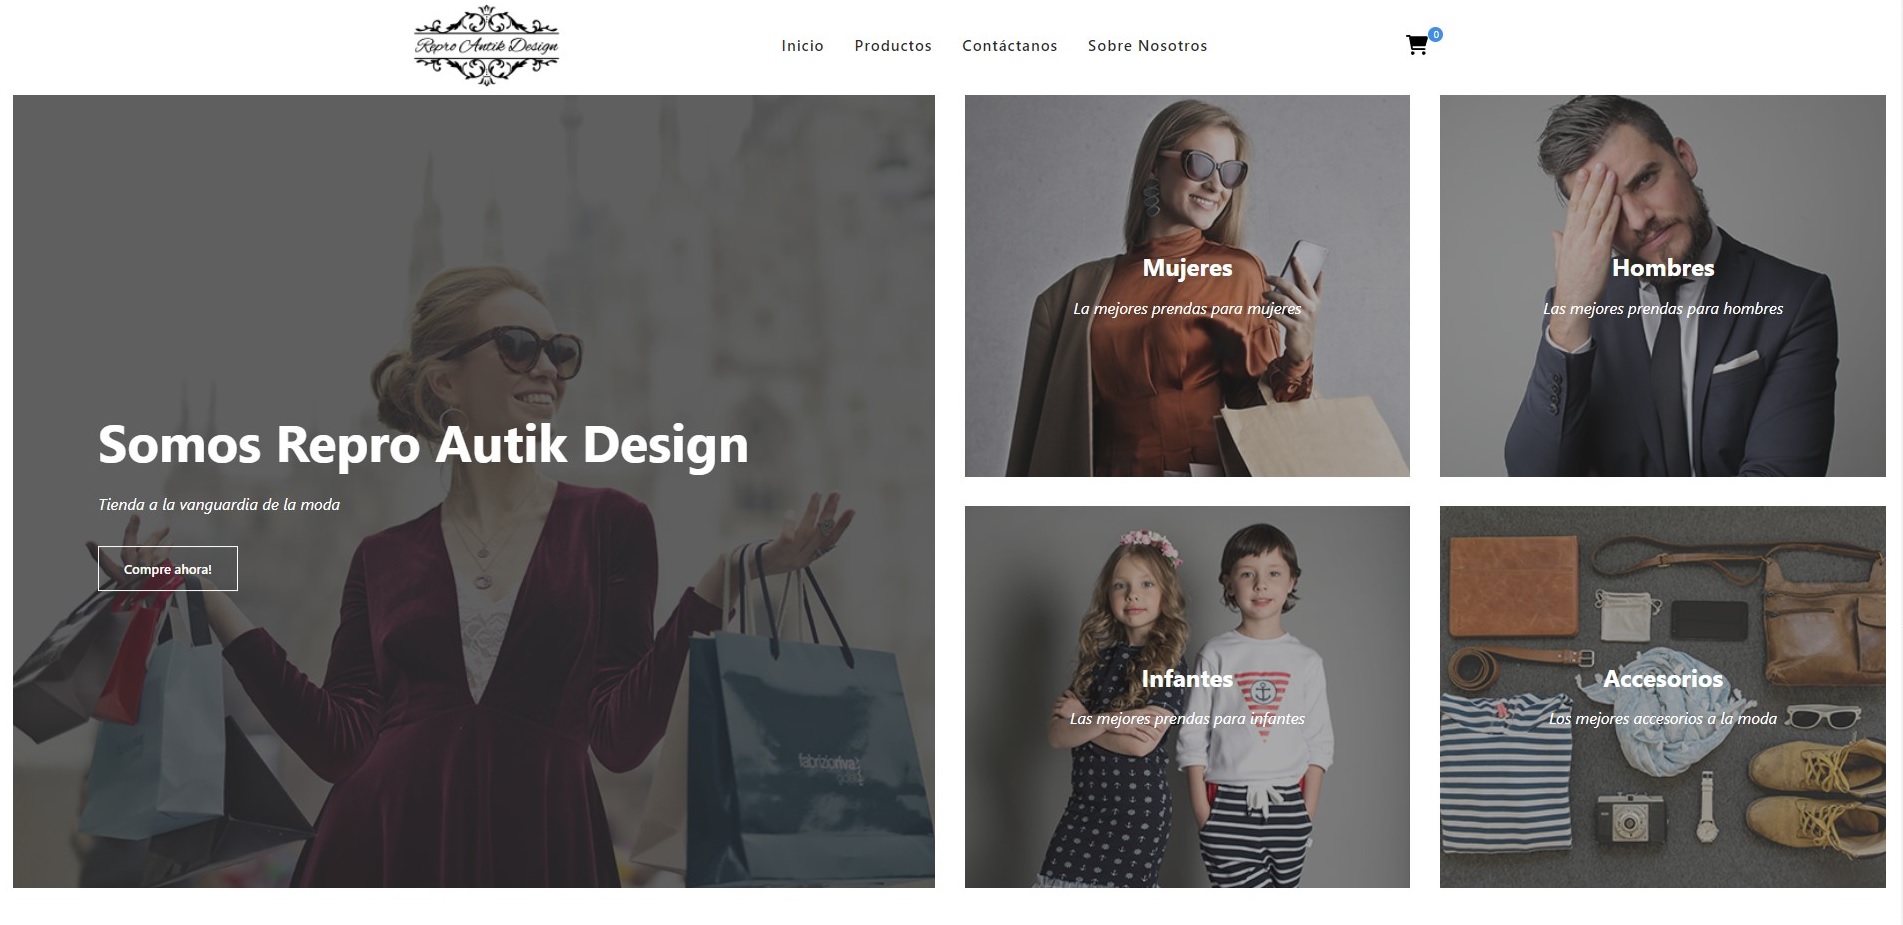 Repro Antik Design
Inicio
Productos
Contáctanos
Sobre Nosotros
0
Somos Repro Autik Design
Tienda a la vanguardia de la moda
Compre ahora!
fabrizioriva
Mujeres
La mejores prendas para mujeres
Hombres
Las mejores prendas para hombres
Infantes
Las mejores prendas para infantes
Accesorios
Los mejores accesorios a la moda